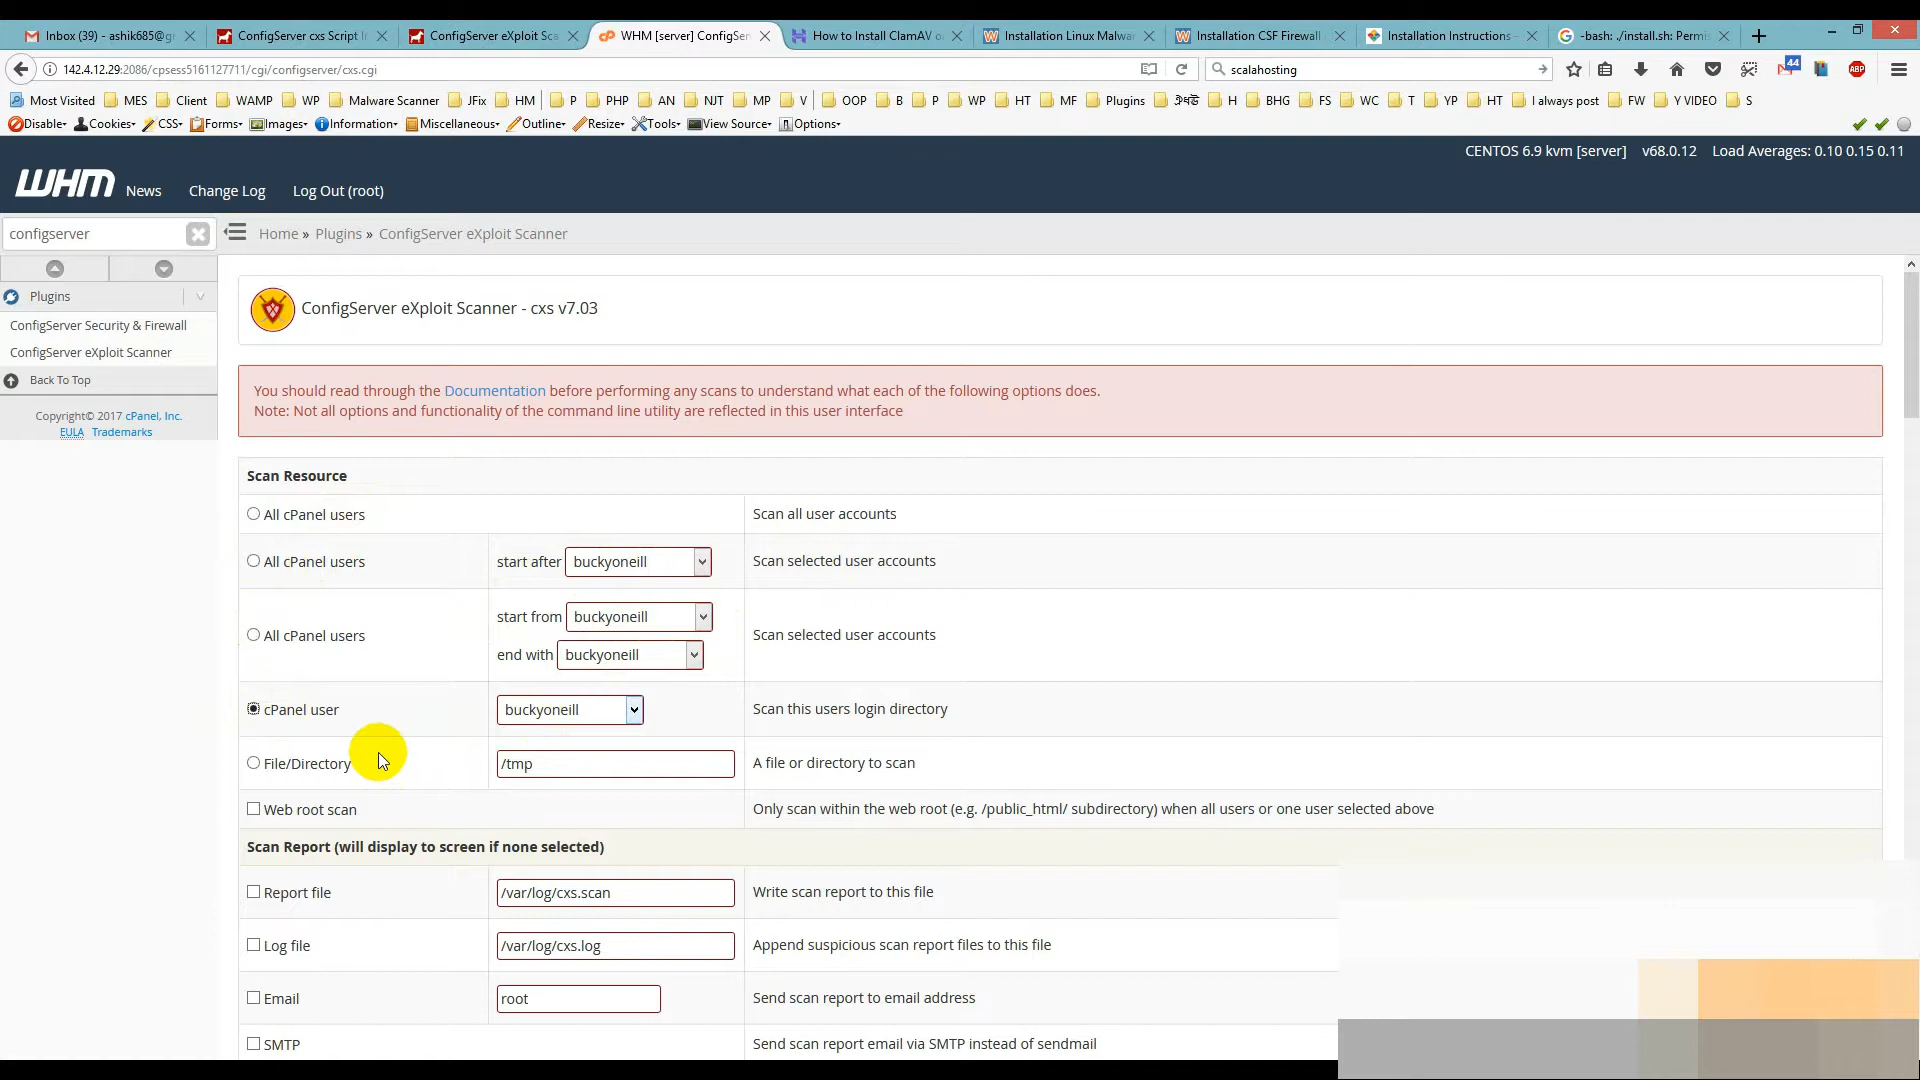 Inbox (39) - ashik685@g
ConfigServer cxs Script I
ConfigServer eXploit Sca
WHM [server] ConfigSer
How to Install ClamAV o
Installation Linux Malwa
Installation CSF Firewall
Installation Instructions -
-bash: ./install.sh: Permis
142.4.12.29:2086/cpsess5161127711/cgi/configserver/cxs.cgi
scalahosting
44
ABP
Most Visited MES Client WAMP WP Malware Scanner JFix HM P PHP AN NJT MP V OOP B P WP HT MF Plugins H BHG FS WC T YP HT I always post FW Y VIDEO S
Disable Cookies CSS Forms Images Information Miscellaneous Outline Resize Tools View Source Options
CENTOS 6.9 kvm [server] v68.0.12 Load Averages: 0.10 0.15 0.11
WHM News Change Log Log Out (root)
configserver
Home » Plugins » ConfigServer eXploit Scanner
Plugins
ConfigServer Security & Firewall
ConfigServer eXploit Scanner
Back To Top
Copyright© 2017 cPanel, Inc.
EULA Trademarks
ConfigServer eXploit Scanner - cxs v7.03
You should read through the Documentation before performing any scans to understand what each of the following options does.
Note: Not all options and functionality of the command line utility are reflected in this user interface
Scan Resource
All cPanel users Scan all user accounts
All cPanel users start after buckyoneill Scan selected user accounts
All cPanel users start from buckyoneill end with buckyoneill Scan selected user accounts
cPanel user buckyoneill Scan this users login directory
File/Directory /tmp A file or directory to scan
Web root scan Only scan within the web root (e.g. /public_html/ subdirectory) when all users or one user selected above
Scan Report (will display to screen if none selected)
Report file /var/log/cxs.scan Write scan report to this file
Log file /var/log/cxs.log Append suspicious scan report files to this file
Email root Send scan report to email address
SMTP Send scan report email via SMTP instead of sendmail